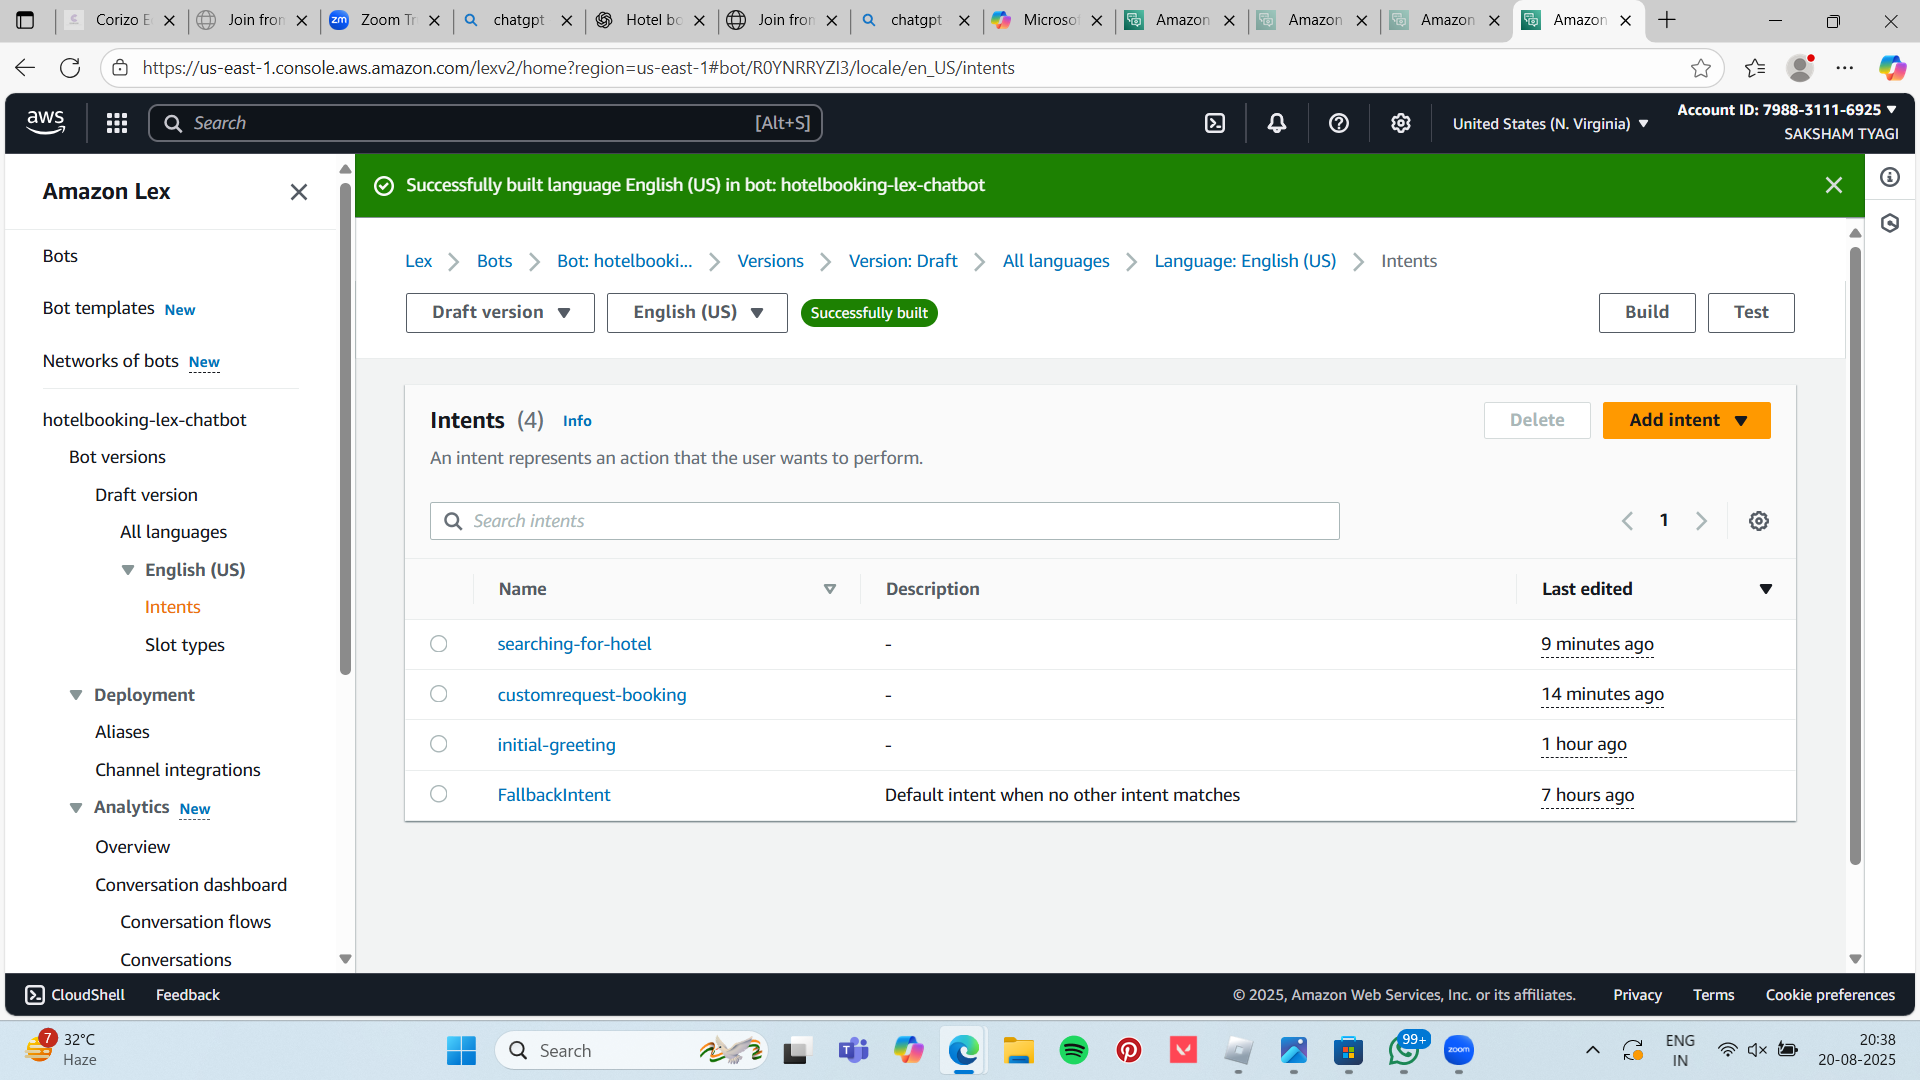 Corizo E
Join fron
Zoom Tr
chatgpt
Hotel bo
Join fron
chatgpt
Microsof
Amazon
Amazon
Amazon
Amazon
https://us-east-1.console.aws.amazon.com/lexv2/home?region=us-east-1#bot/R0YNRRYZI3/locale/en_US/intents
aws
Search
[Alt+S]
United States (N. Virginia)
Account ID: 7988-3111-6925
SAKSHAM TYAGI
Amazon Lex
Bots
Bot templates New
Networks of bots New
hotelbooking-lex-chatbot
Bot versions
Draft version
All languages
English (US)
Intents
Slot types
Deployment
Aliases
Channel integrations
Analytics New
Overview
Conversation dashboard
Conversation flows
Conversations
Successfully built language English (US) in bot: hotelbooking-lex-chatbot
Lex
Bots
Bot: hotelbooki...
Versions
Version: Draft
All languages
Language: English (US)
Intents
Draft version
English (US)
Successfully built
Build
Test
Intents (4) Info
Delete
Add intent
An intent represents an action that the user wants to perform.
Search intents
1
Name
Description
Last edited
searching-for-hotel - 9 minutes ago
customrequest-booking - 14 minutes ago
initial-greeting - 1 hour ago
FallbackIntent Default intent when no other intent matches 7 hours ago
CloudShell
Feedback
© 2025, Amazon Web Services, Inc. or its affiliates.
Privacy
Terms
Cookie preferences
7
32°C
Haze
Search
99+
zoom
ENG
IN
20:38
20-08-2025